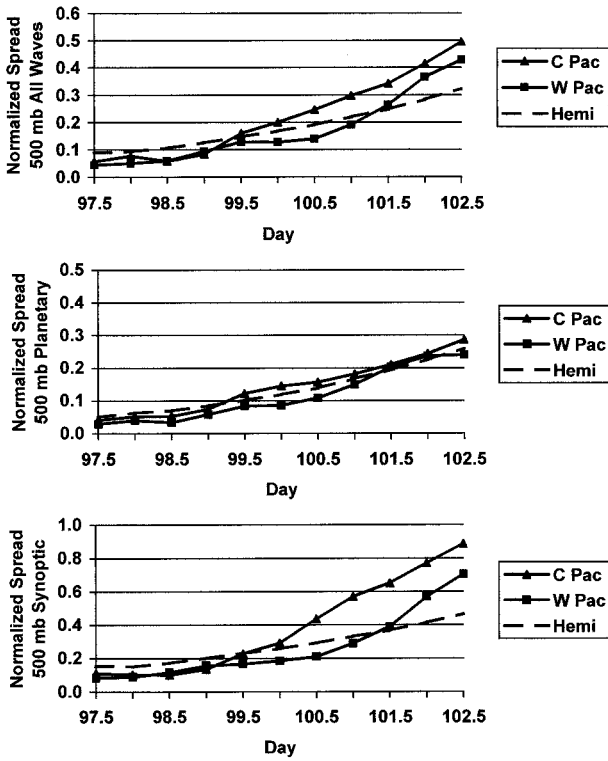 Normalized Spread
500 mb All Waves
0.6
0.5
0.4
0.3
0.2
0.1
0.0
97.5 98.5 99.5 100.5 101.5 102.5
Day
C Pac
W Pac
Hemi
Normalized Spread
500 mb Planetary
0.5
0.4
0.3
0.2
0.1
0.0
97.5 98.5 99.5 100.5 101.5 102.5
Day
C Pac
W Pac
Hemi
Normalized Spread
500 mb Synoptic
1.0
0.8
0.6
0.4
0.2
0.0
97.5 98.5 99.5 100.5 101.5 102.5
Day
C Pac
W Pac
Hemi